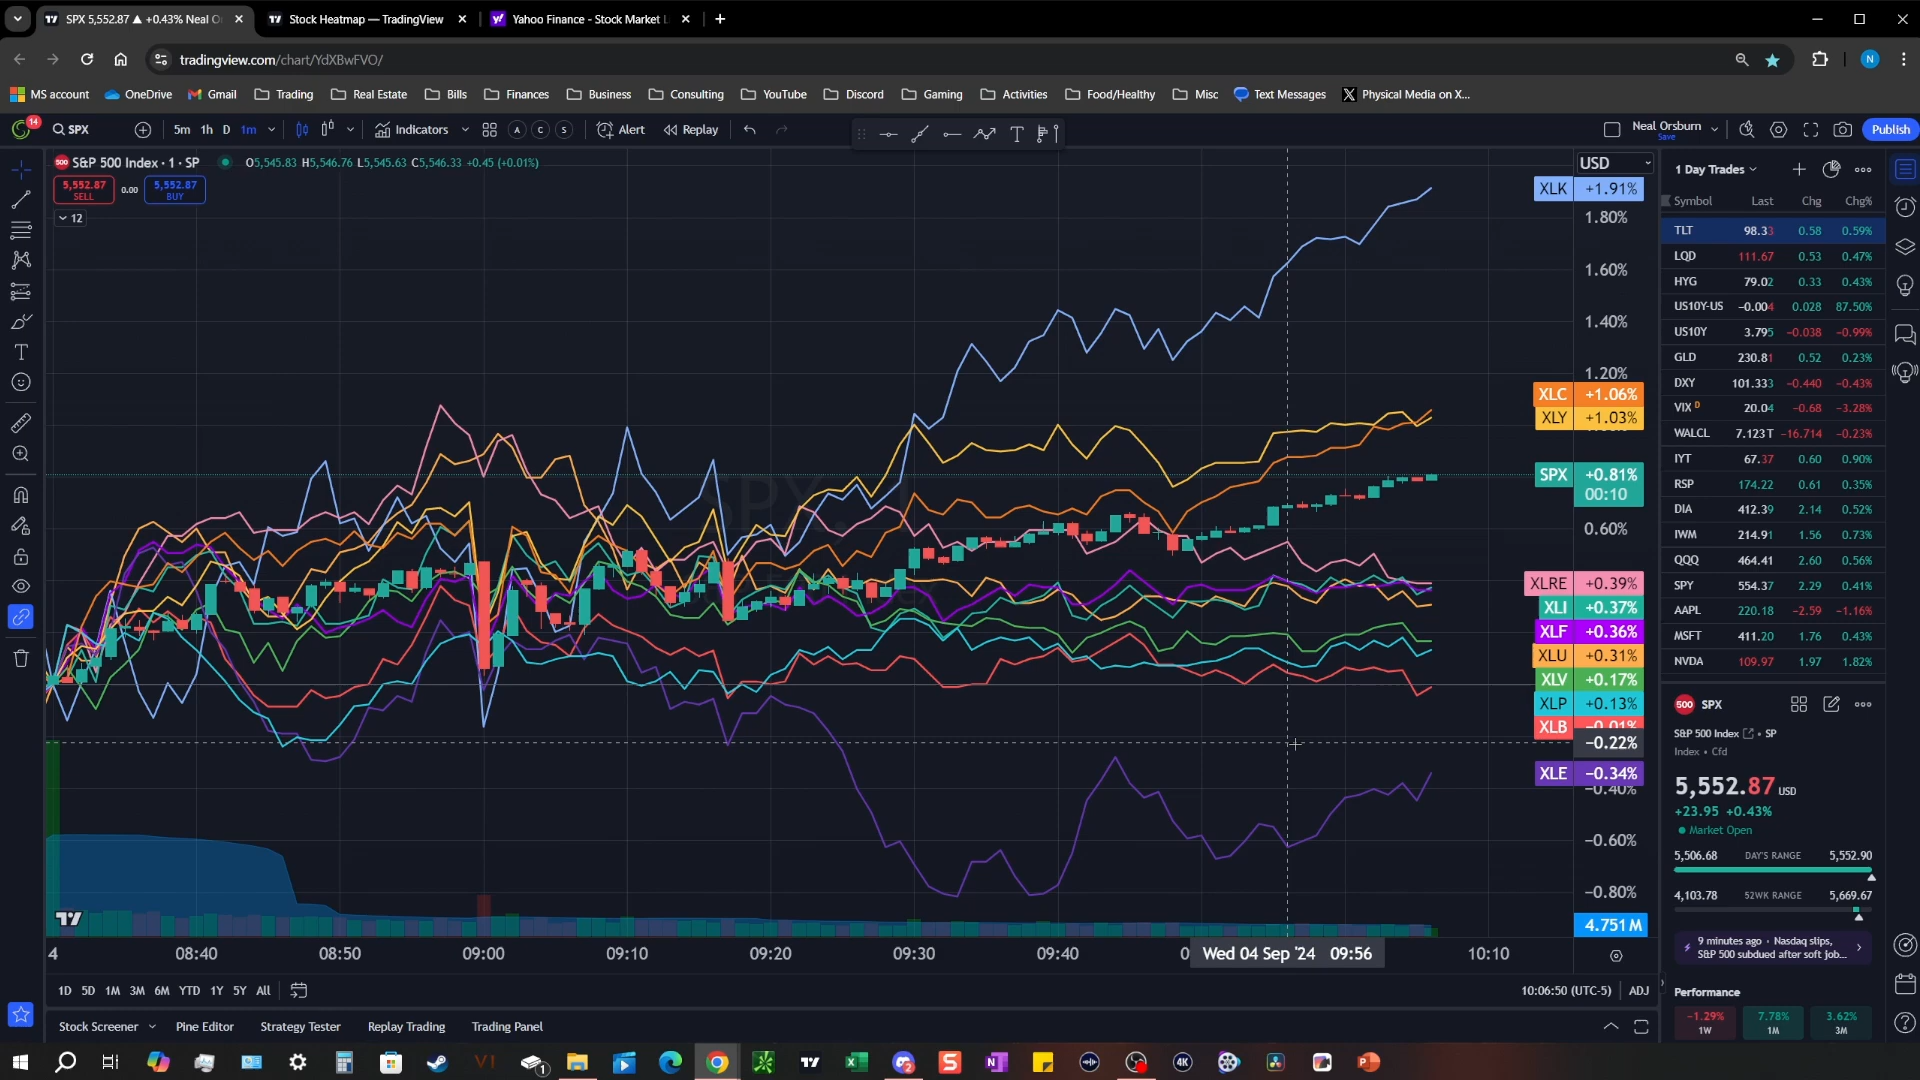 SPX 5,552.87 ▲ +0.43% Neal O
Stock Heatmap — TradingView
Yahoo Finance - Stock Market L
tradingview.com/chart/YdXBwFVO/
N
MS account
OneDrive
Gmail
Trading
Real Estate
Bills
Finances
Business
Consulting
YouTube
Discord
Gaming
Activities
Food/Healthy
Misc
Text Messages
Physical Media on X...
14
SPX
5m 1h D 1m
Indicators
A C S
Alert
Replay
Neal Orsburn
Save
Publish
500 S&P 500 Index · 1 · SP
O5,545.83 H5,546.76 L5,545.63 C5,546.33 +0.45 (+0.01%)
5,552.87
SELL
0.00
5,552.87
BUY
12
USD
XLK +1.91%
1.80%
1.60%
1.40%
1.20%
XLC +1.06%
XLY +1.03%
SPX +0.81%
00:10
0.60%
XLRE +0.39%
XLI +0.37%
XLF +0.36%
XLU +0.31%
XLV +0.17%
XLP +0.13%
XLB −0.01%
−0.22%
XLE −0.34%
−0.40%
−0.60%
−0.80%
4.751 M
4
08:40
08:50
09:00
09:10
09:20
09:30
09:40
Wed 04 Sep '24 09:56
10:10
1D 5D 1M 3M 6M YTD 1Y 5Y All
10:06:50 (UTC-5)
ADJ
Stock Screener
Pine Editor
Strategy Tester
Replay Trading
Trading Panel
1 Day Trades
Symbol Last Chg Chg%
TLT 98.33 0.58 0.59%
LQD 111.67 0.53 0.47%
HYG 79.02 0.33 0.43%
US10Y-US −0.004 0.028 87.50%
US10Y 3.795 −0.038 −0.99%
GLD 230.81 0.52 0.23%
DXY 101.333 −0.440 −0.43%
VIX D 20.04 −0.68 −3.28%
WALCL 7.123 T −16.714 −0.23%
IYT 67.37 0.60 0.90%
RSP 174.22 0.61 0.35%
DIA 412.39 2.14 0.52%
IWM 214.91 1.56 0.73%
QQQ 464.41 2.60 0.56%
SPY 554.37 2.29 0.41%
AAPL 220.18 −2.59 −1.16%
MSFT 411.20 1.76 0.43%
NVDA 109.97 1.97 1.82%
500 SPX
S&P 500 Index • SP
Index • Cfd
5,552.87 USD
+23.95 +0.43%
Market Open
5,506.68 DAY'S RANGE 5,552.90
4,103.78 52WK RANGE 5,669.67
9 minutes ago · Nasdaq slips,
S&P 500 subdued after soft job...
Performance
−1.29%
1W
7.78%
1M
3.62%
3M